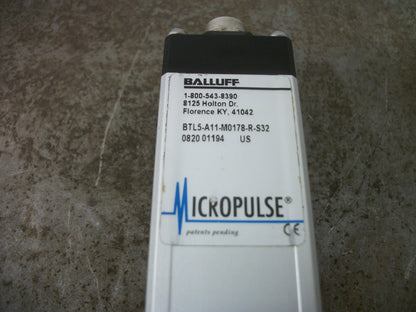 BALLUFF
1-800-543-8390
8125 Holton Dr.
Florence KY, 41042
BTL5-A11-M0178-R-S32
0820 01194 US
MICROPULSE®
patents pending
CE